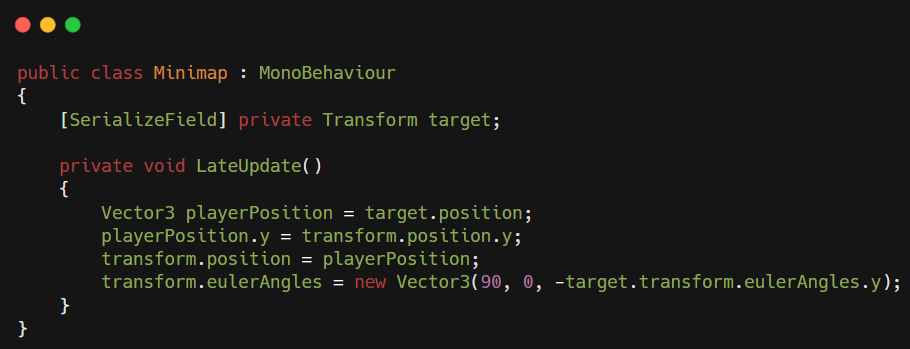 public class Minimap : MonoBehaviour
{
    [SerializeField] private Transform target;

    private void LateUpdate()
    {
        Vector3 playerPosition = target.position;
        playerPosition.y = transform.position.y;
        transform.position = playerPosition;
        transform.eulerAngles = new Vector3(90, 0, -target.transform.eulerAngles.y);
    }
}